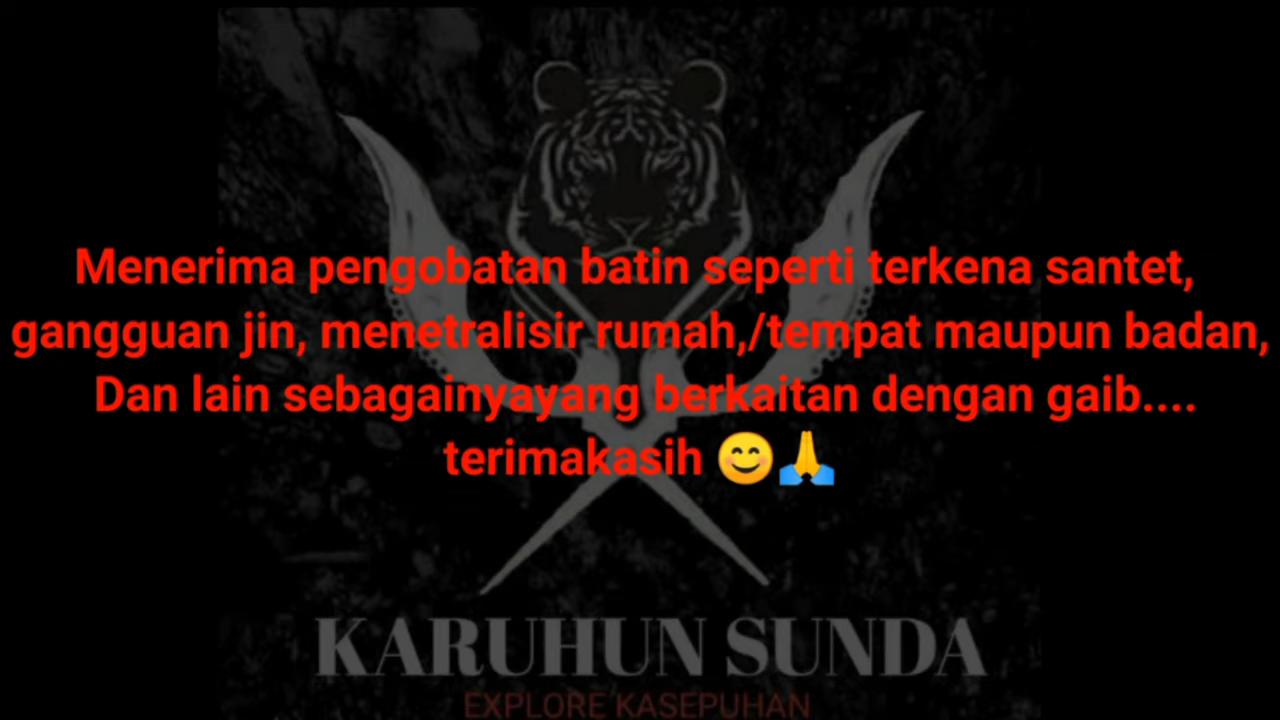 Menerima pengobatan batin seperti terkena santet,
gangguan jin, menetralisir rumah,/tempat maupun badan,
Dan lain sebagainyayang berkaitan dengan gaib....
terimakasih 😊🙏
KARUHUN SUNDA
EXPLORE KASEPUHAN